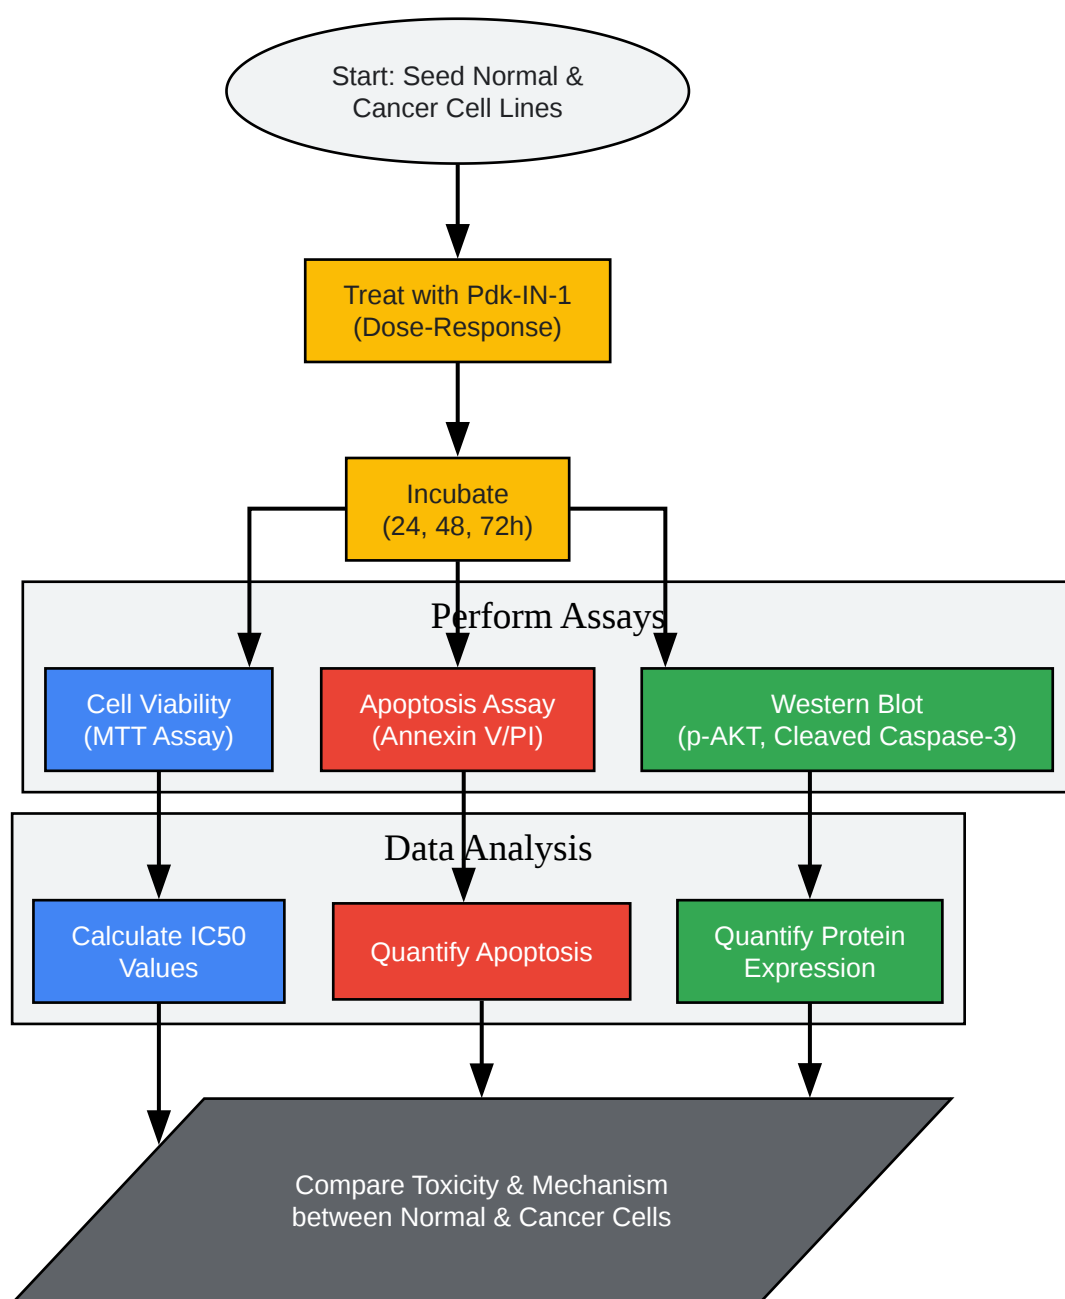 Start: Seed Normal &
Cancer Cell Lines
Treat with Pdk-IN-1
(Dose-Response)
Incubate
(24, 48, 72h)
Perform Assays
Cell Viability
(MTT Assay)
Apoptosis Assay
(Annexin V/PI)
Western Blot
(p-AKT, Cleaved Caspase-3)
Data Analysis
Calculate IC50
Values
Quantify Apoptosis
Quantify Protein
Expression
Compare Toxicity & Mechanism
between Normal & Cancer Cells